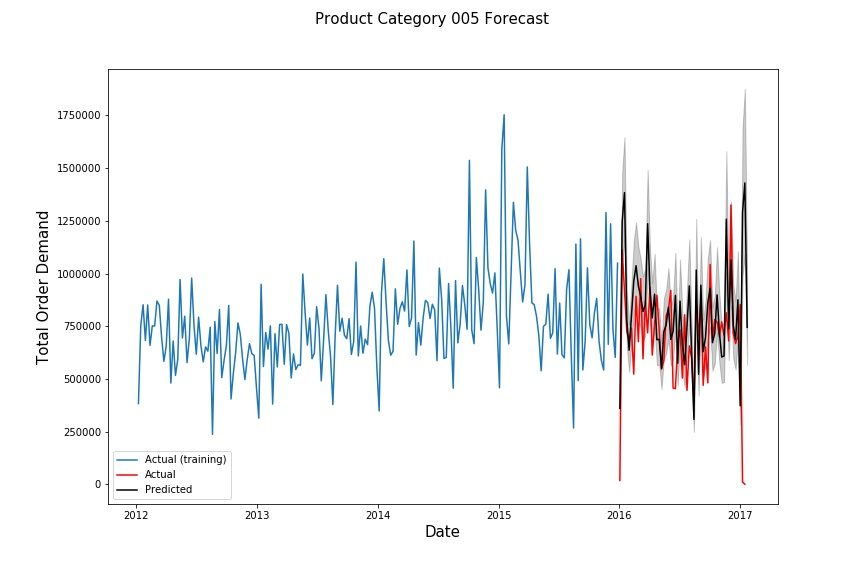 Product Category 005 Forecast
Total Order Demand
1750000
1500000
1250000
1000000
750000
500000
250000
0
Actual (training)
Actual
Predicted
2012
2013
2014
2015
2016
2017
Date